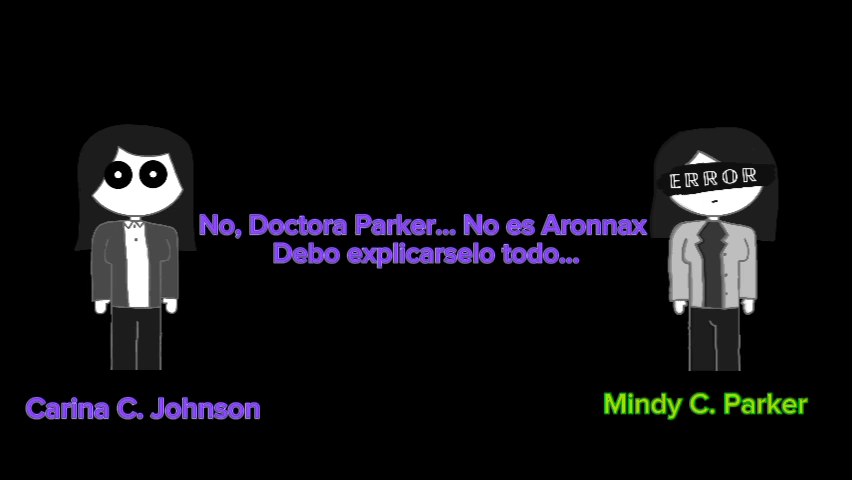 ERROR
No, Doctora Parker... No es Aronnax
Debo explicarselo todo...
Carina C. Johnson
Mindy C. Parker